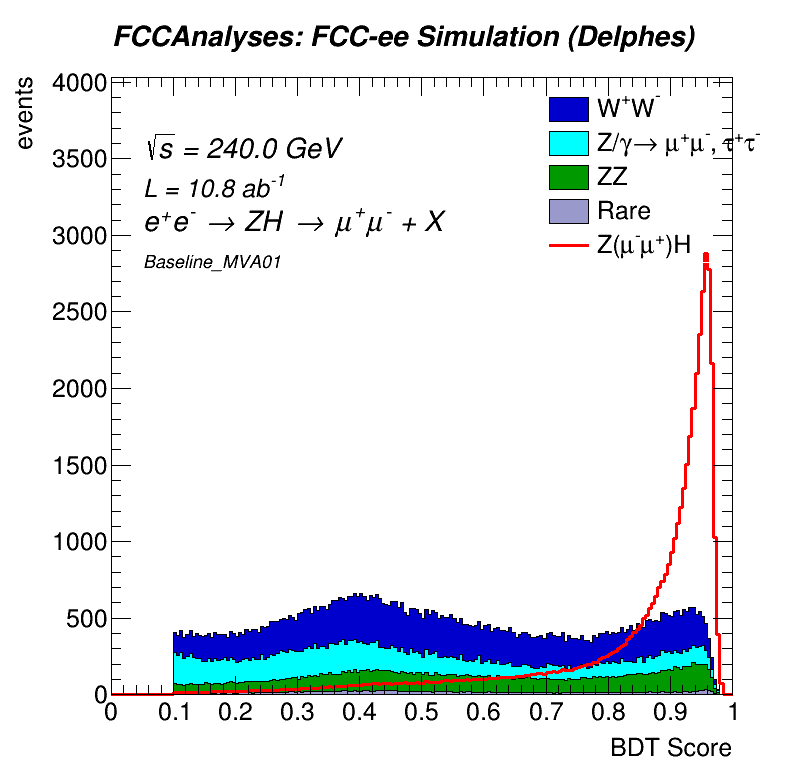 FCCAnalyses: FCC-ee Simulation (Delphes)
events
4000
3500
3000
2500
2000
1500
1000
500
0
√s = 240.0 GeV
L = 10.8 ab⁻¹
e⁺e⁻ → ZH → μ⁺μ⁻ + X
Baseline_MVA01
W⁺W⁻
Z/γ→ μ⁺μ⁻, τ⁺τ⁻
ZZ
Rare
Z(μ⁻μ⁺)H
0 0.1 0.2 0.3 0.4 0.5 0.6 0.7 0.8 0.9 1
BDT Score